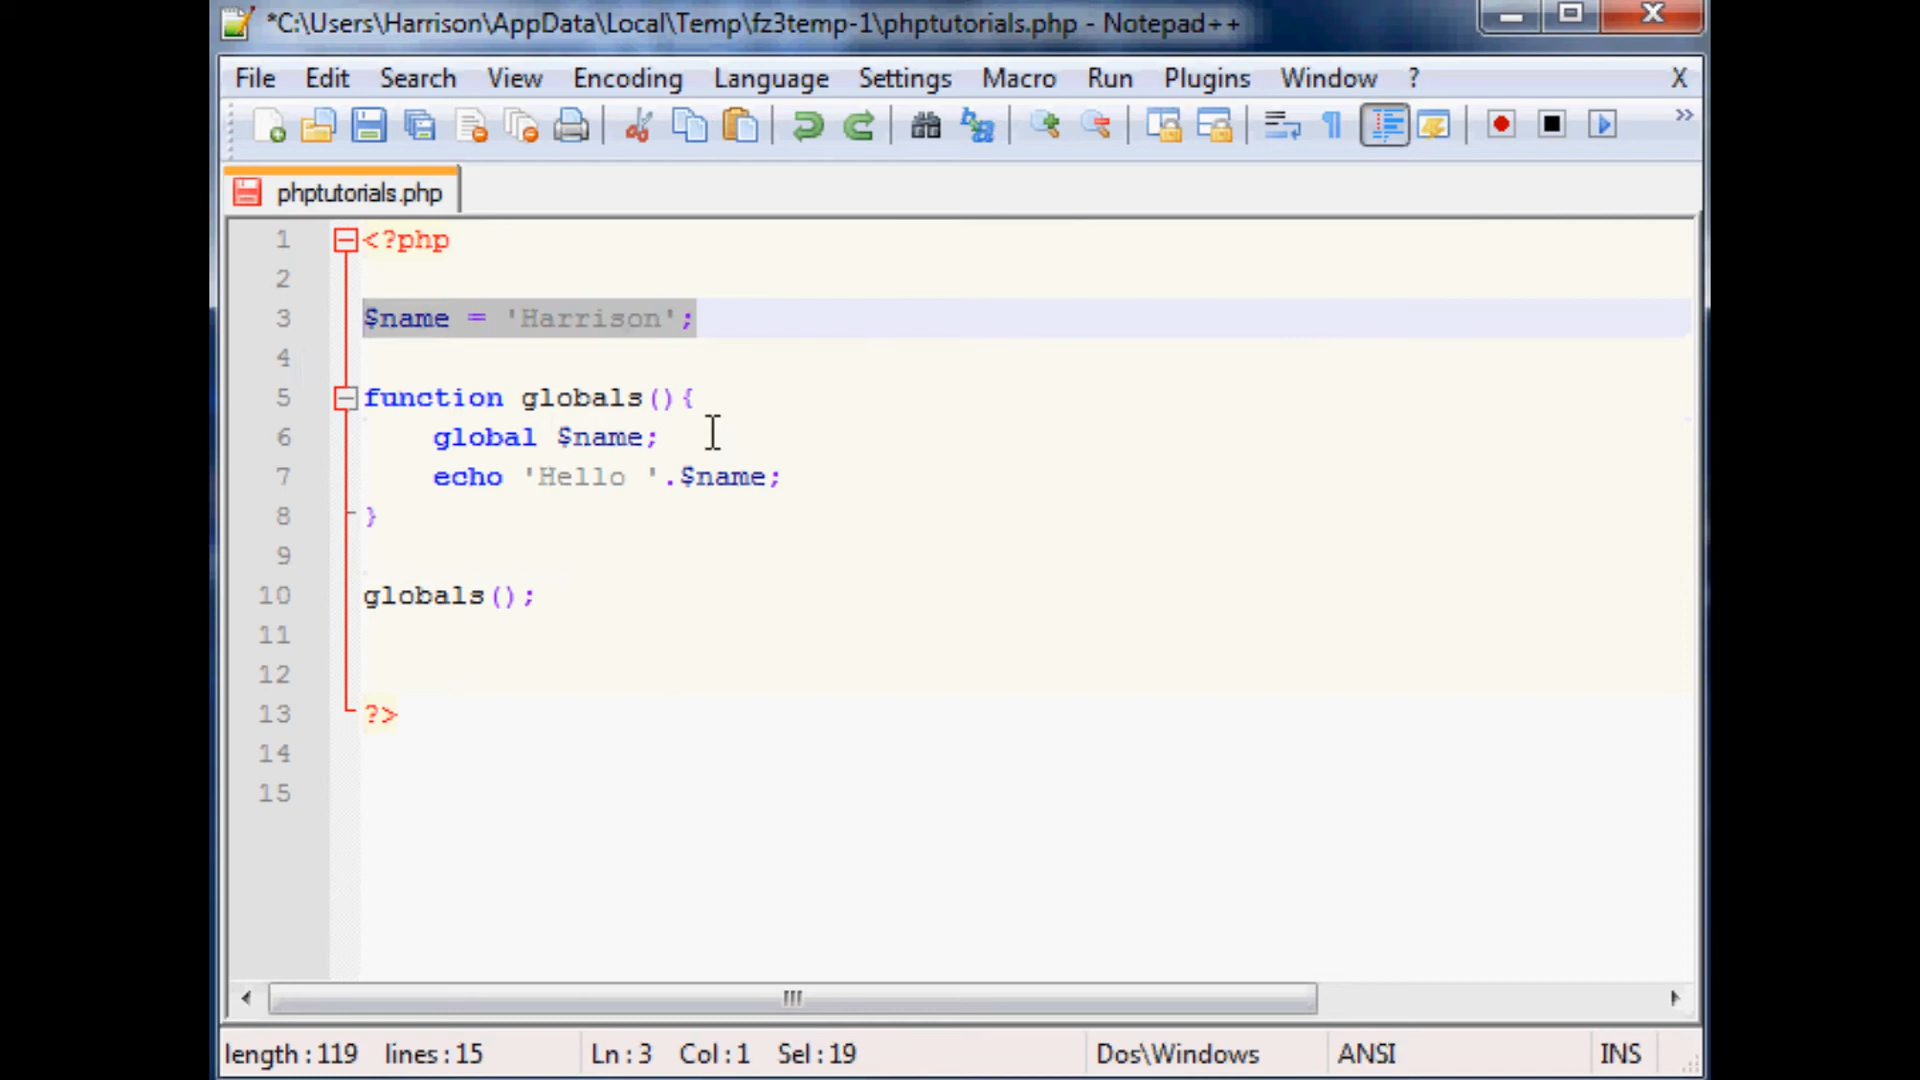 *C:\Users\Harrison\AppData\Local\Temp\fz3temp-1\phptutorials.php - Notepad++
File Edit Search View Encoding Language Settings Macro Run Plugins Window ? X
phptutorials.php
1 <?php
2
3 $name = 'Harrison';
4
5 function globals(){
6 global $name;
7 echo 'Hello '.$name;
8 }
9
10 globals();
11
12
13 ?>
14
15
length : 119 lines : 15 Ln : 3 Col : 1 Sel : 19 Dos\Windows ANSI INS